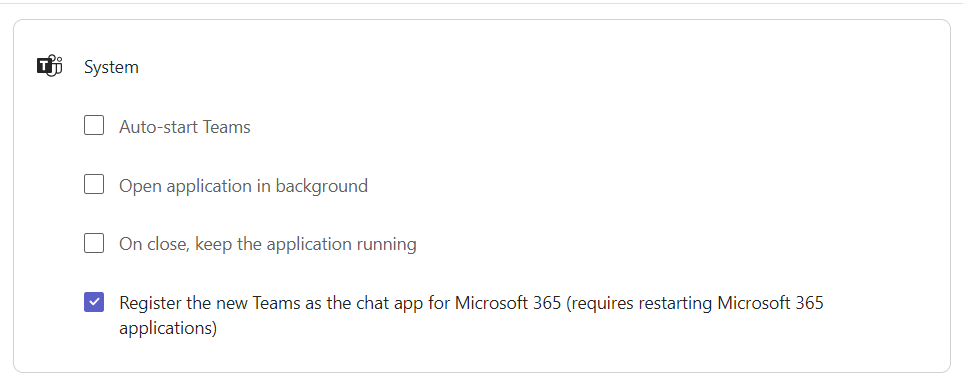 T
System
Auto-start Teams
Open application in background
On close, keep the application running
Register the new Teams as the chat app for Microsoft 365 (requires restarting Microsoft 365
applications)